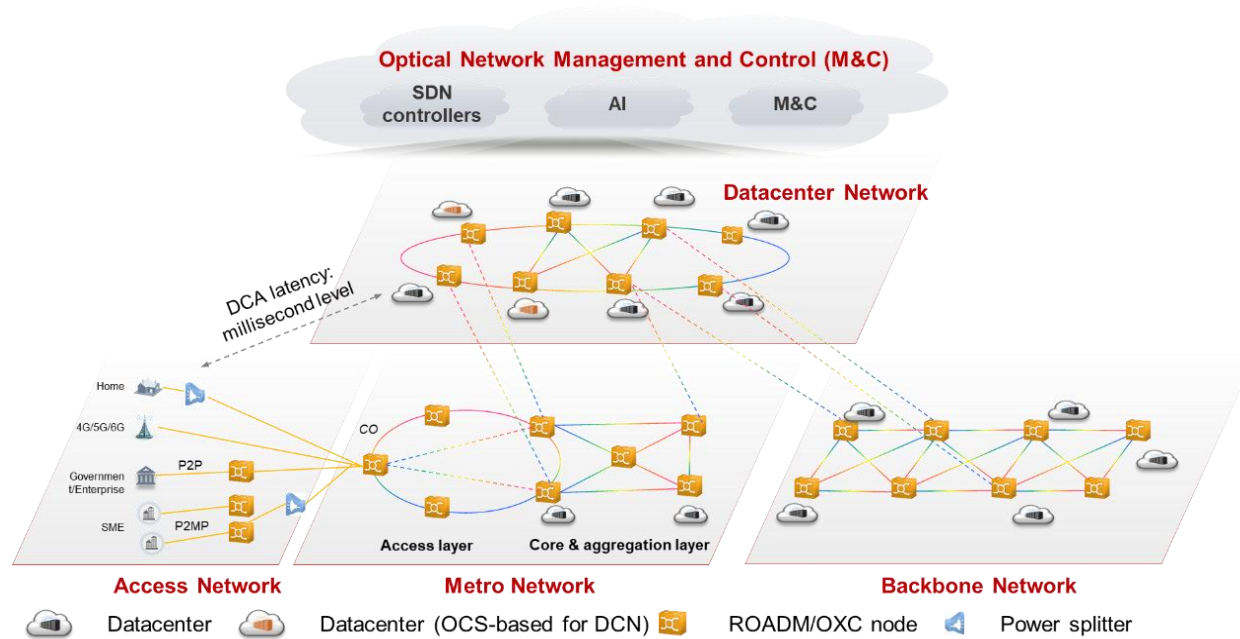 Optical Network Management and Control (M&C)
SDN
controllers
AI
M&C
Datacenter Network
DCA latency:
millisecond level
Home
4G/5G/6G
Governmen
t/Enterprise
P2P
SME
P2MP
CO
Access layer
Core & aggregation layer
Access Network
Metro Network
Backbone Network
Datacenter
Datacenter (OCS-based for DCN)
ROADM/OXC node
Power splitter